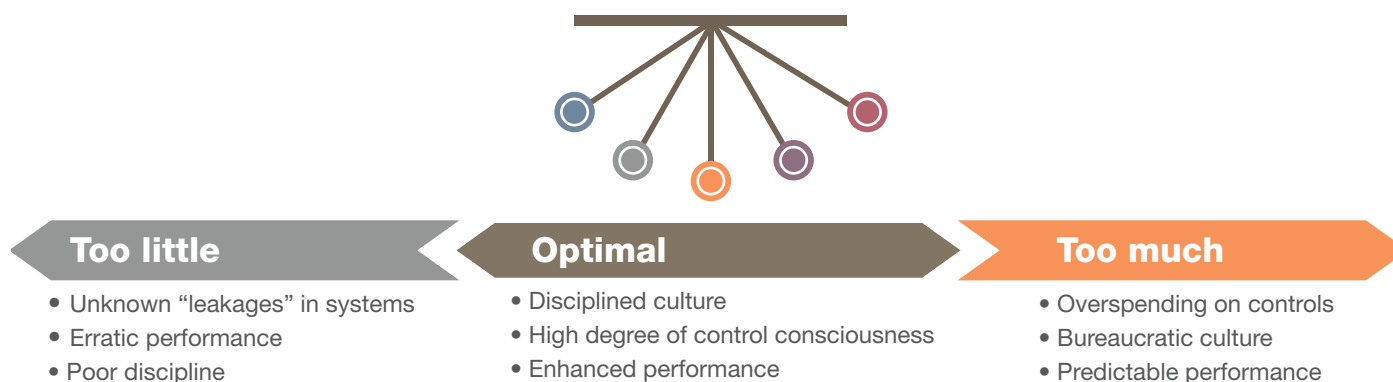 Too little
• Unknown “leakages” in systems
• Erratic performance
• Poor discipline
Optimal
• Disciplined culture
• High degree of control consciousness
• Enhanced performance
Too much
• Overspending on controls
• Bureaucratic culture
• Predictable performance